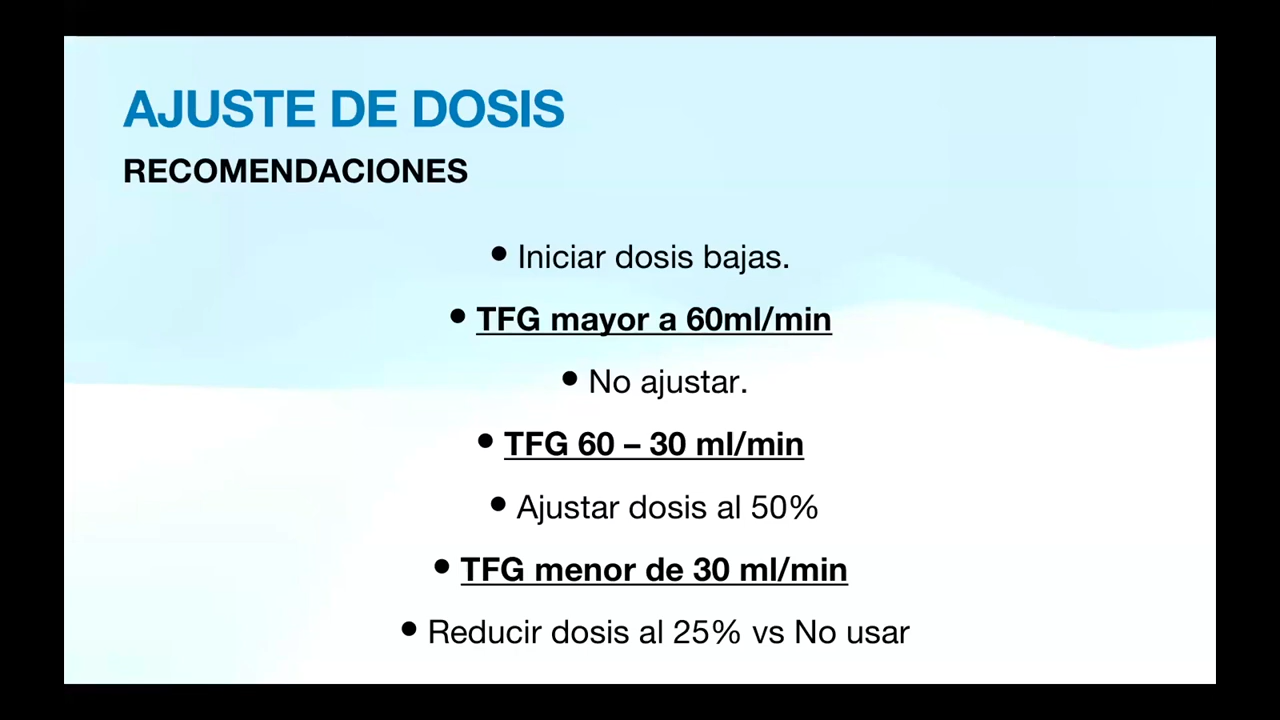 AJUSTE DE DOSIS
RECOMENDACIONES
• Iniciar dosis bajas.
• TFG mayor a 60ml/min
• No ajustar.
• TFG 60 – 30 ml/min
• Ajustar dosis al 50%
• TFG menor de 30 ml/min
• Reducir dosis al 25% vs No usar